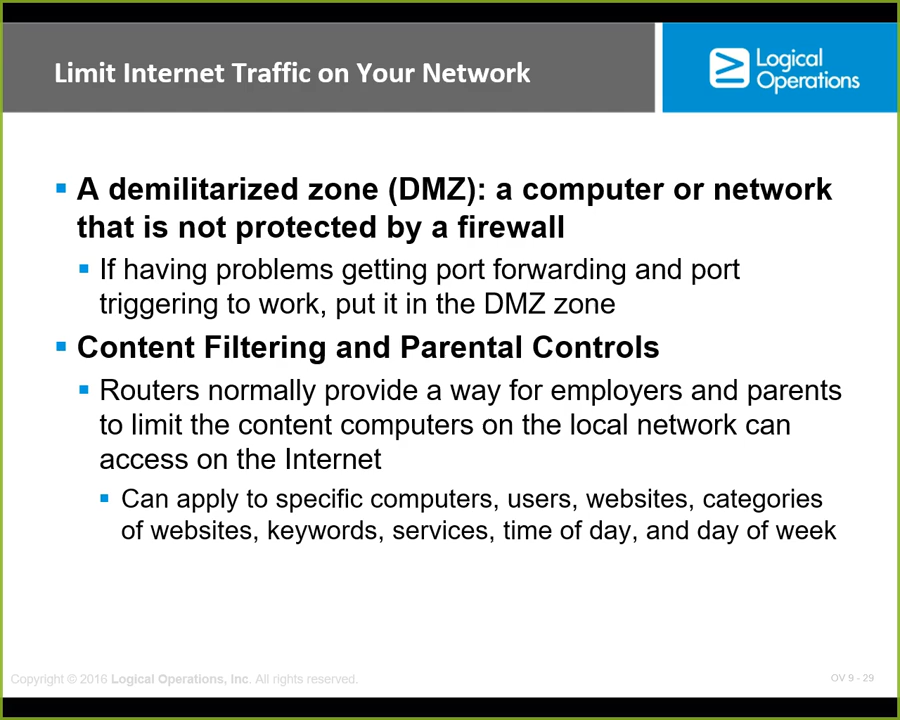 Limit Internet Traffic on Your Network
Logical
Operations
A demilitarized zone (DMZ): a computer or network
that is not protected by a firewall
If having problems getting port forwarding and port
triggering to work, put it in the DMZ zone
Content Filtering and Parental Controls
Routers normally provide a way for employers and parents
to limit the content computers on the local network can
access on the Internet
Can apply to specific computers, users, websites, categories
of websites, keywords, services, time of day, and day of week
Copyright © 2016 Logical Operations, Inc. All rights reserved.
OV 9 - 29